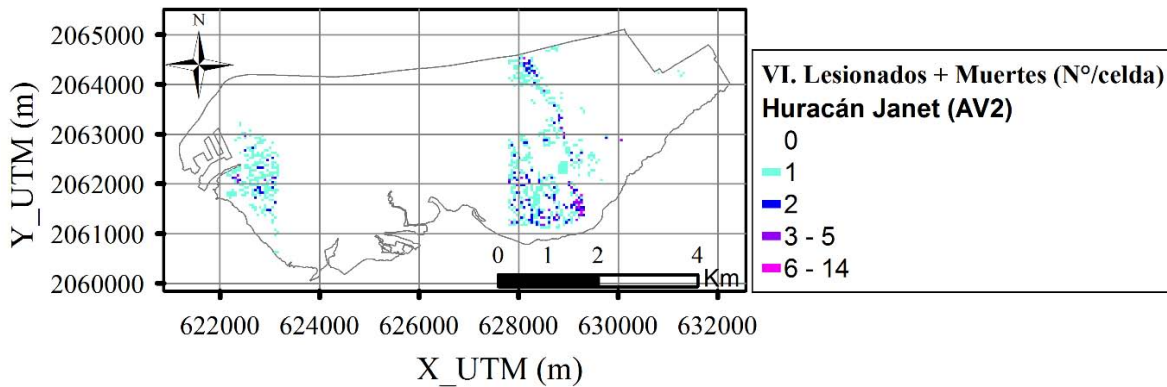 N
2065000
2064000
2063000
2062000
2061000
2060000
Y_UTM (m)
622000 624000 626000 628000 630000 632000
X_UTM (m)
0 1 2 4
Km
VI. Lesionados + Muertes (N°/celda)
Huracán Janet (AV2)
0
1
2
3 - 5
6 - 14